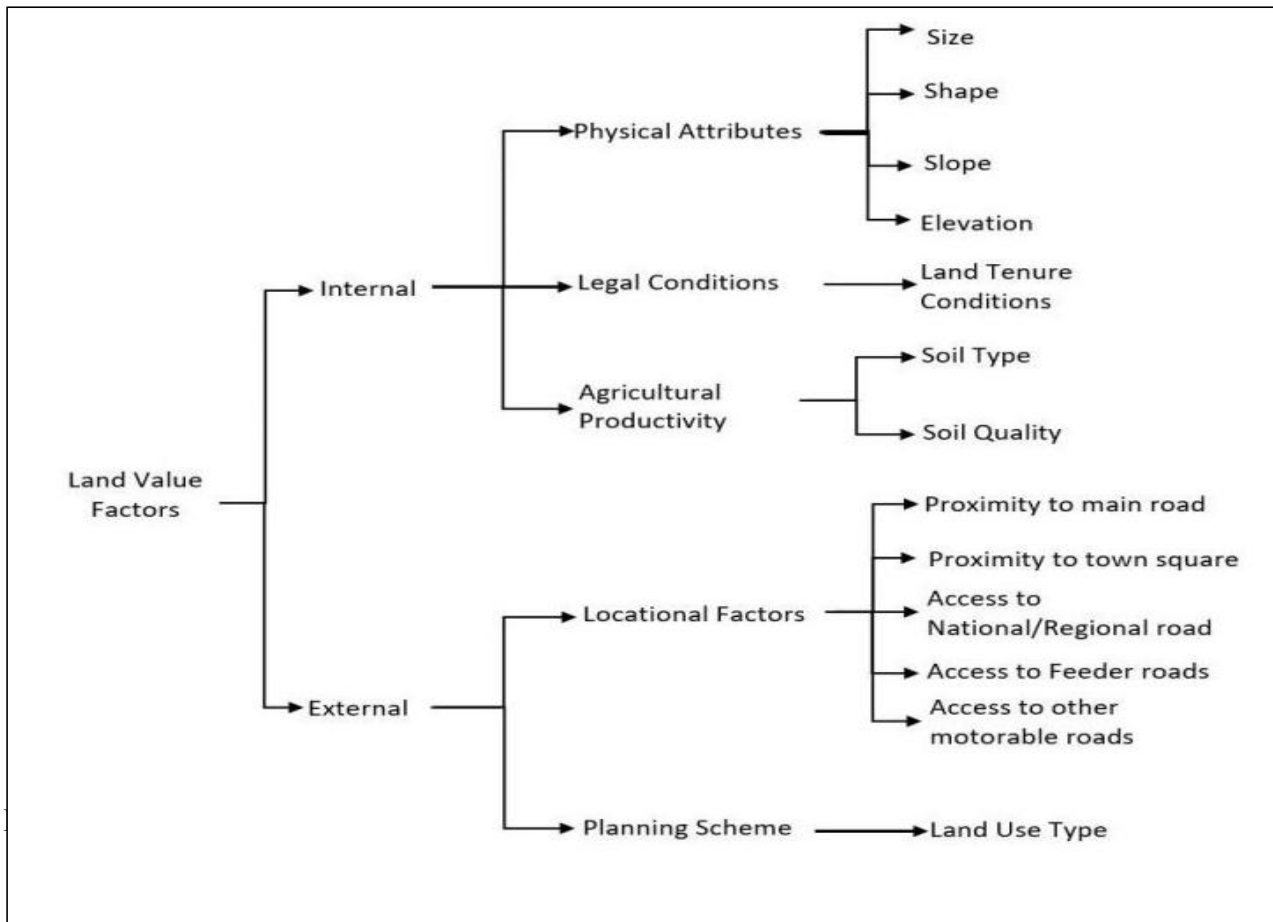 Size
Shape
Physical Attributes
Slope
Elevation
Internal
Legal Conditions
Land Tenure
Conditions
Soil Type
Agricultural
Productivity
Soil Quality
Land Value
Factors
Proximity to main road
Proximity to town square
Locational Factors
Access to
National/Regional road
Access to Feeder roads
External
Access to other
motorable roads
Planning Scheme
Land Use Type